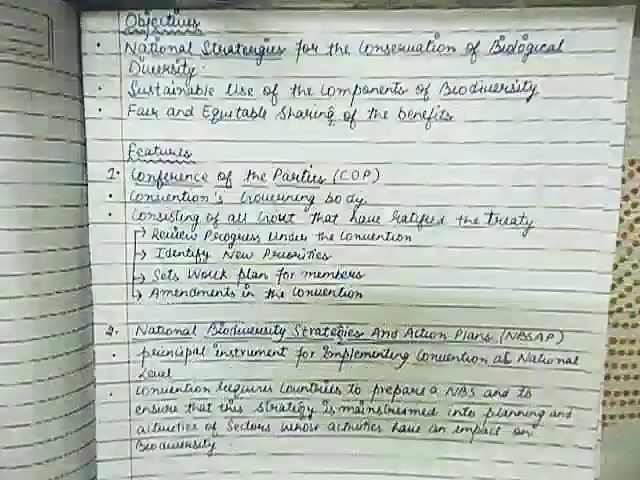 Objectives
• National Strategies for the Conservation of Biological
Diversity.
• Sustainable Use of the Components of Biodiversity
• Fair and Equitable Sharing of the benefits
Features
1. Conference of the Parties (COP)
• Convention's Governing body.
• Consisting of all Govt that have ratified the treaty
→ Review Progress Under the Convention
→ Identify New Priorities
→ Sets Work plan for members
→ Amendments in the Convention
2. National Biodiversity Strategies And Action Plans (NBSAP)
• principal instrument for Implementing Convention at National
Level
• Convention requires Countries to prepare a NBS and to
ensure that this strategy is mainstreamed into planning and
activities of Sectors whose activities have an impact on
Biodiversity.